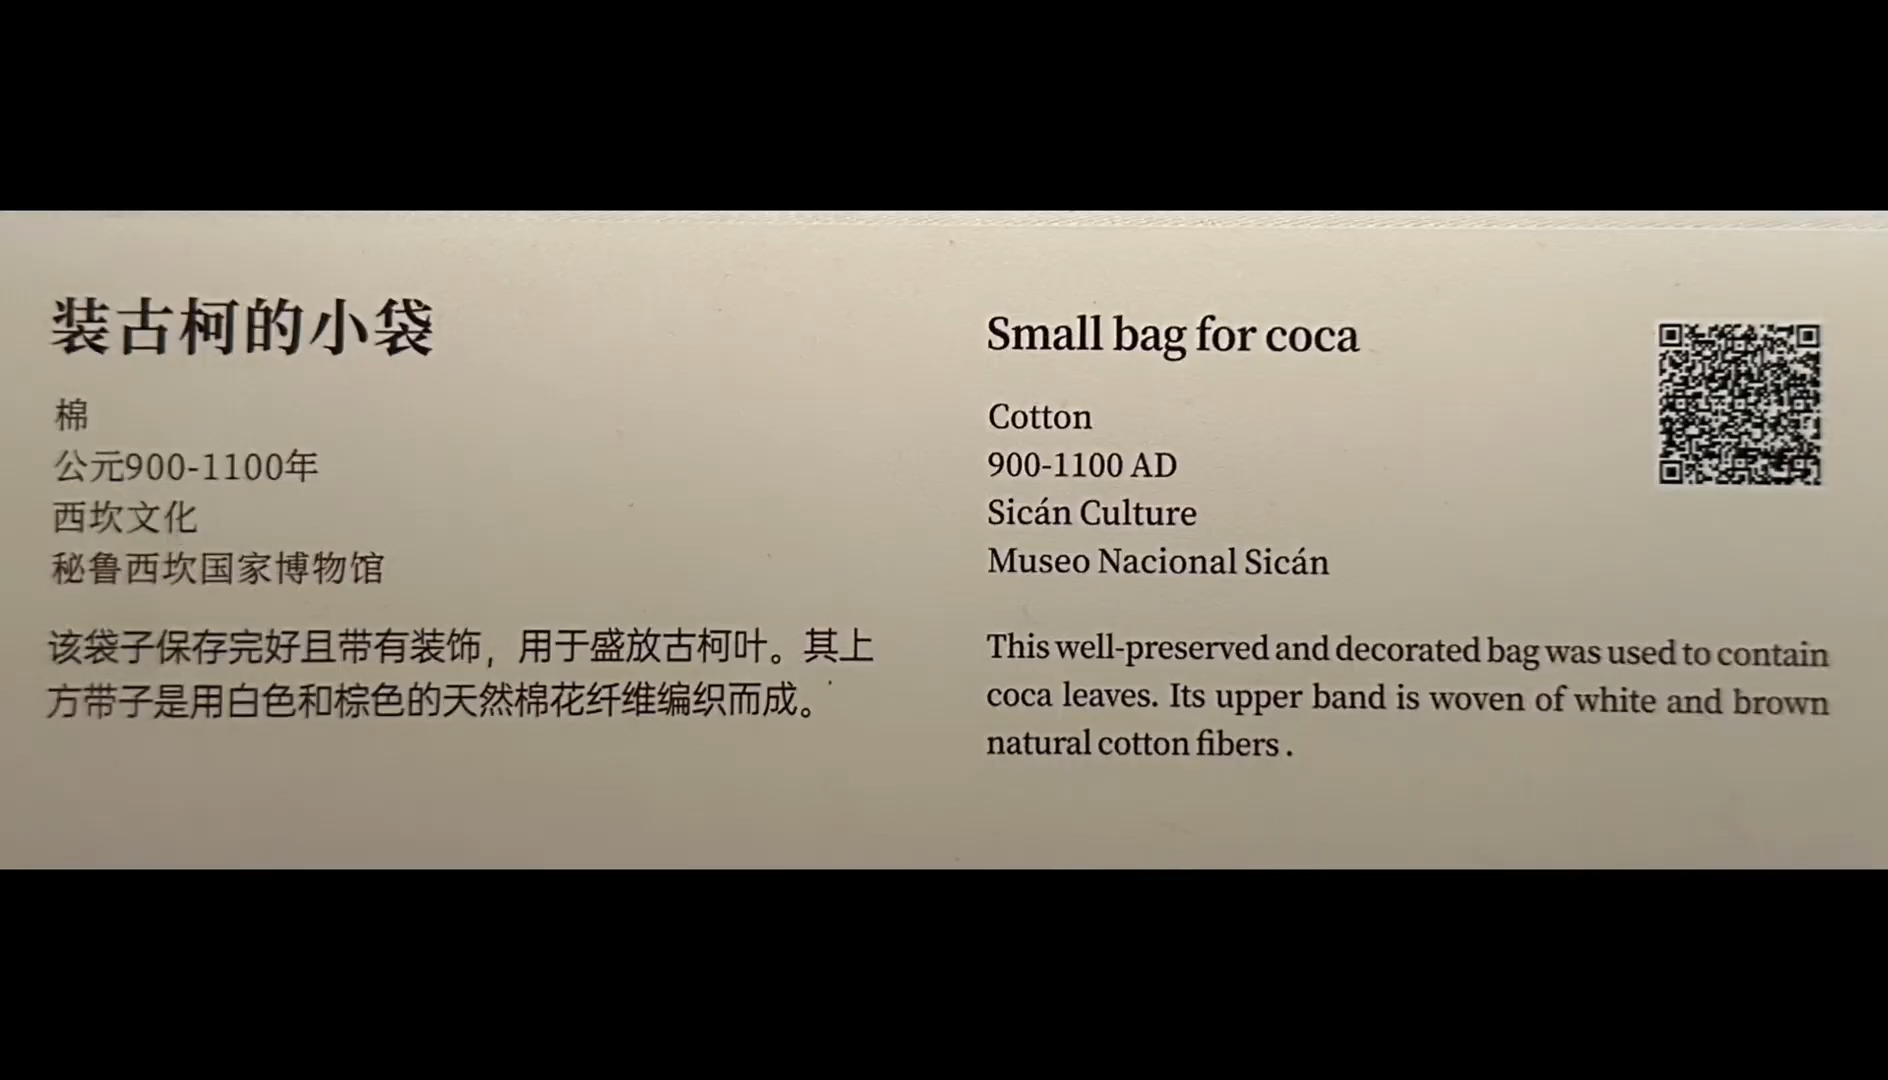 装古柯的小袋
棉
公元900-1100年
西坎文化
秘鲁西坎国家博物馆
该袋子保存完好且带有装饰，用于盛放古柯叶。其上
方带子是用白色和棕色的天然棉花纤维编织而成。
Small bag for coca
Cotton
900-1100 AD
Sicán Culture
Museo Nacional Sicán
This well-preserved and decorated bag was used to contain
coca leaves. Its upper band is woven of white and brown
natural cotton fibers .